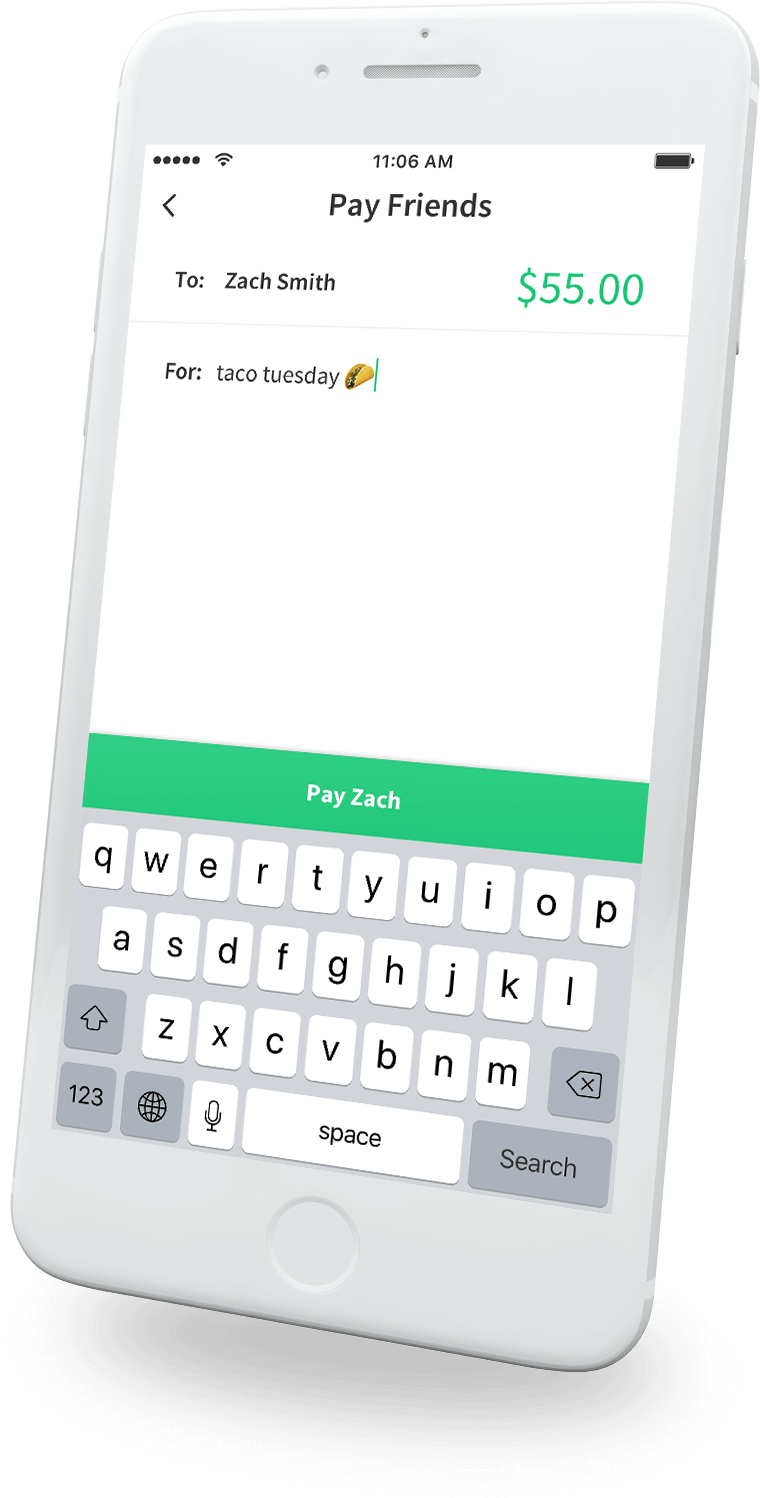 11:06 AM
Pay Friends
To: Zach Smith $55.00
For: taco tuesday 🌮
Pay Zach
q w e r t y u i o p
a s d f g h j k l
z x c v b n m
123 space Search